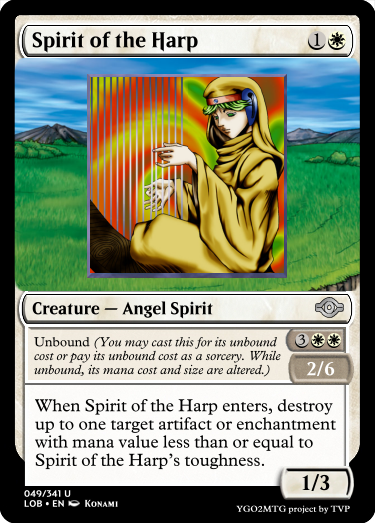 Spirit of the Harp 1
Creature — Angel Spirit
Unbound (You may cast this for its unbound
cost or pay its unbound cost as a sorcery. While
unbound, its mana cost and size are altered.)
3
2/6
When Spirit of the Harp enters, destroy
up to one target artifact or enchantment
with mana value less than or equal to
Spirit of the Harp's toughness.
1/3
049/341 U
LOB • EN Konami
YGO2MTG project by TVP